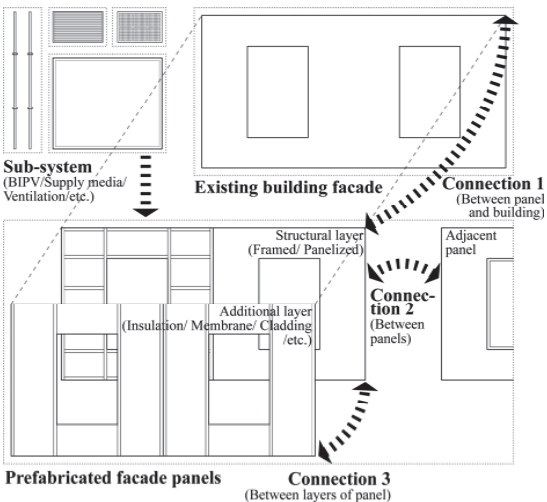 Sub-system
(BIPV/Supply media/
Ventilation/etc.)
Existing building facade
Connection 1
(Between panel
and building)
Structural layer
(Framed/ Panelized)
Adjacent
panel
Connec-
tion 2
(Between
panels)
Additional layer
(Insulation/ Membrane/ Cladding
/etc.)
Prefabricated facade panels
Connection 3
(Between layers of panel)